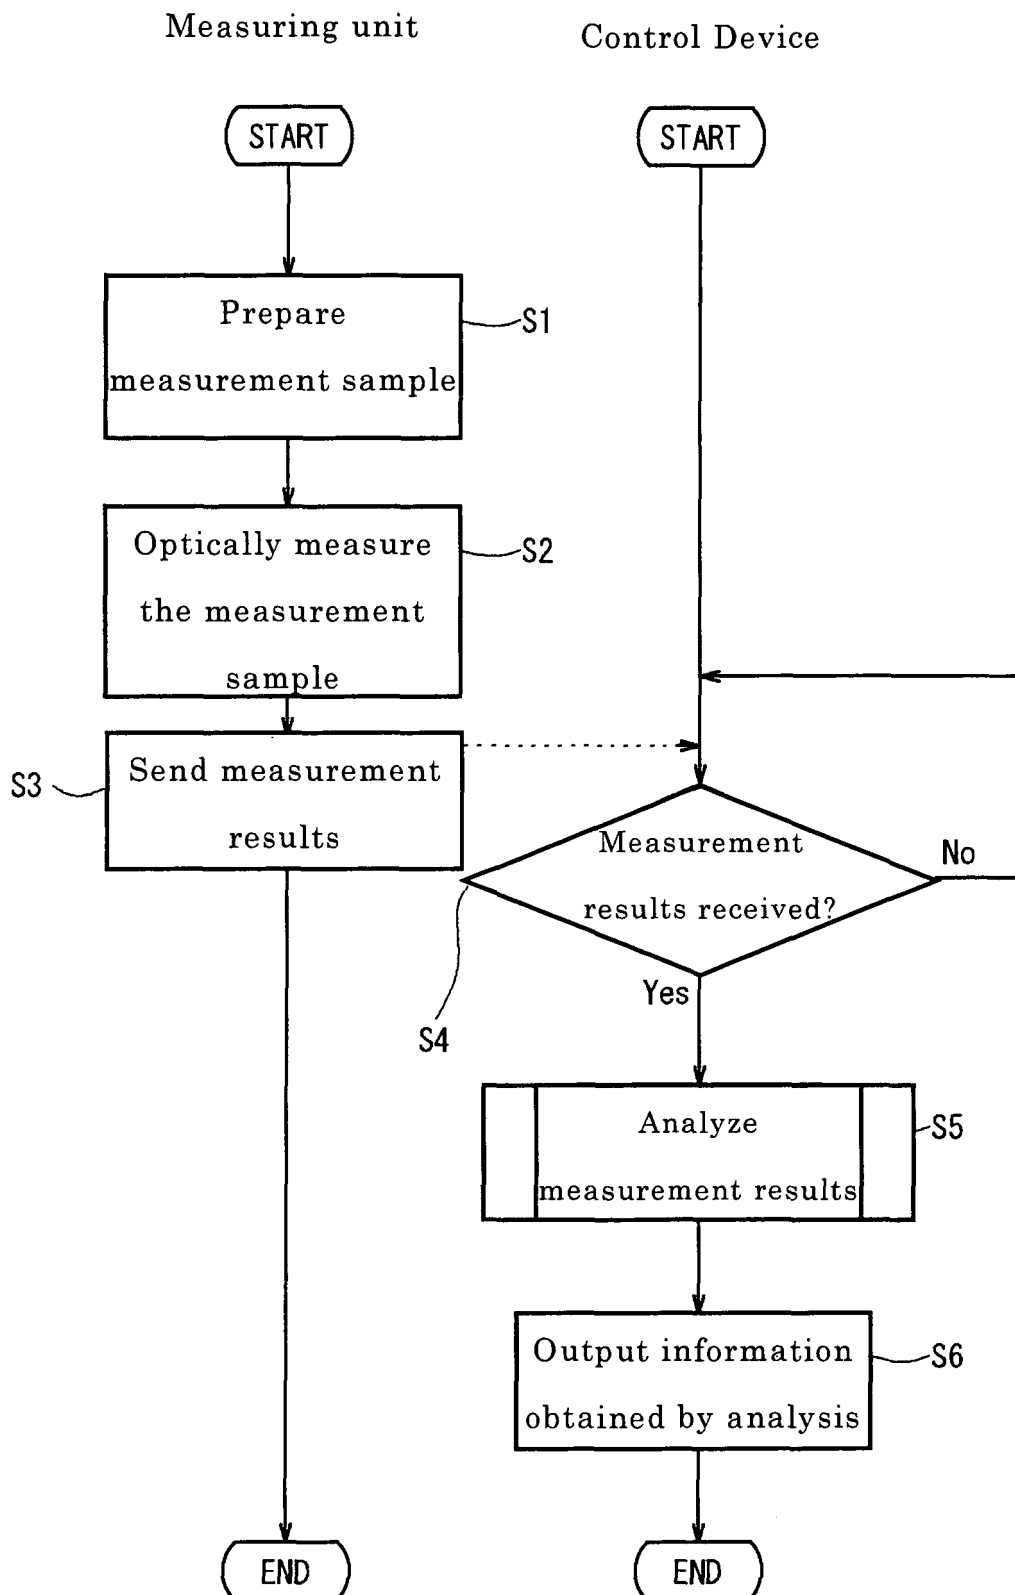 Measuring unit
Control Device
START
START
Prepare
measurement sample
S1
Optically measure
the measurement
sample
S2
Send measurement
results
S3
Measurement
results received?
No
Yes
S4
Analyze
measurement results
S5
Output information
obtained by analysis
S6
END
END